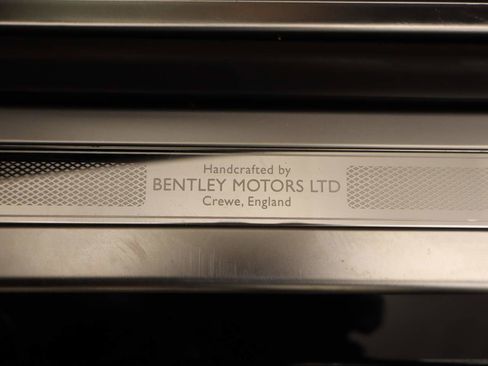 Handcrafted by
BENTLEY MOTORS LTD
Crewe, England